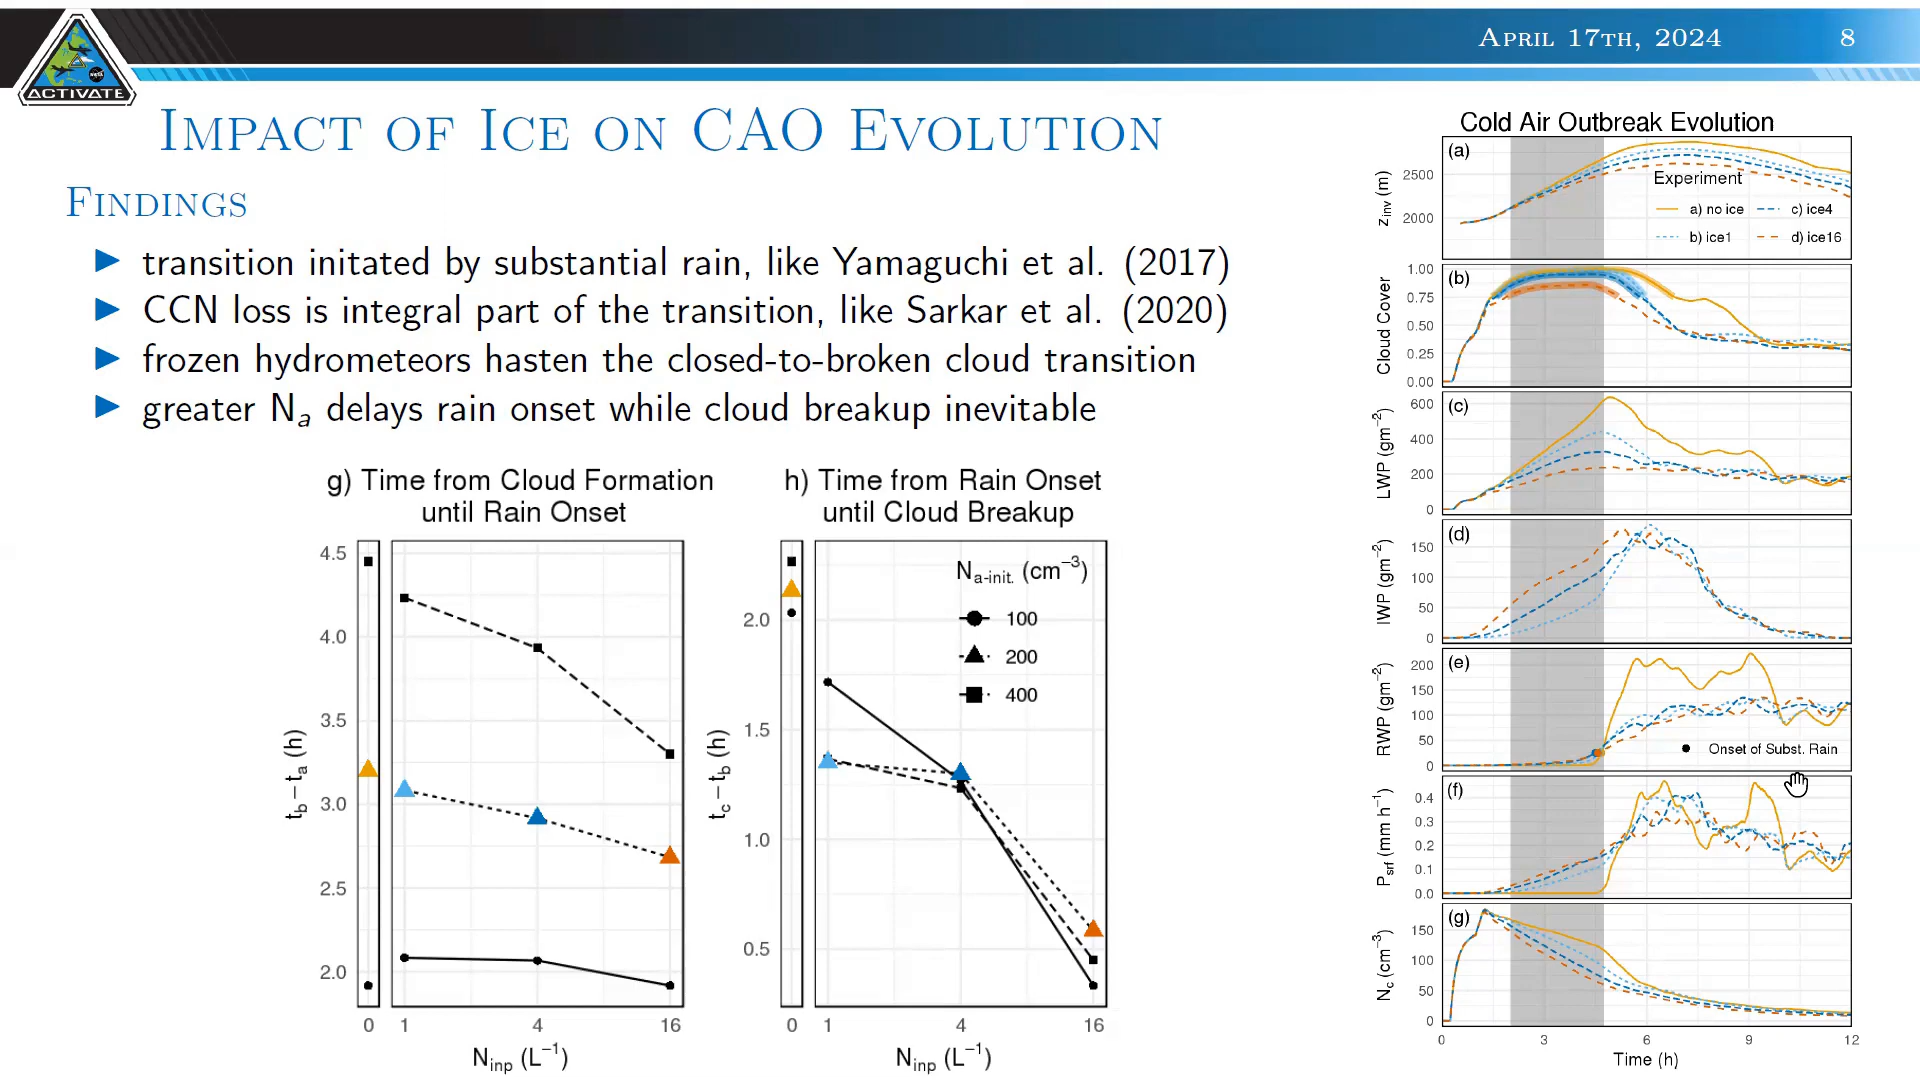 April 17th, 2024
8
ACTIVATE
Impact of Ice on CAO Evolution
Findings
transition initated by substantial rain, like Yamaguchi et al. (2017)
CCN loss is integral part of the transition, like Sarkar et al. (2020)
frozen hydrometeors hasten the closed-to-broken cloud transition
greater Na delays rain onset while cloud breakup inevitable
g) Time from Cloud Formation
until Rain Onset
4.5
4.0
3.5
3.0
2.5
2.0
tb − ta (h)
0 1 4 16
Ninp (L−1)
h) Time from Rain Onset
until Cloud Breakup
Na-init. (cm−3)
100
200
400
2.0
1.5
1.0
0.5
tc − tb (h)
0 1 4 16
Ninp (L−1)
Cold Air Outbreak Evolution
(a)
2500
2000
zinv (m)
Experiment
a) no ice c) ice4
b) ice1 d) ice16
(b)
1.00
0.75
0.50
0.25
0.00
Cloud Cover
(c)
600
400
200
0
LWP (gm−2)
(d)
150
100
50
0
IWP (gm−2)
(e)
200
150
100
50
0
RWP (gm−2)
Onset of Subst. Rain
(f)
0.4
0.3
0.2
0.1
0.0
Psrf (mm h−1)
(g)
150
100
50
0
Nc (cm−3)
0 3 6 9 12
Time (h)